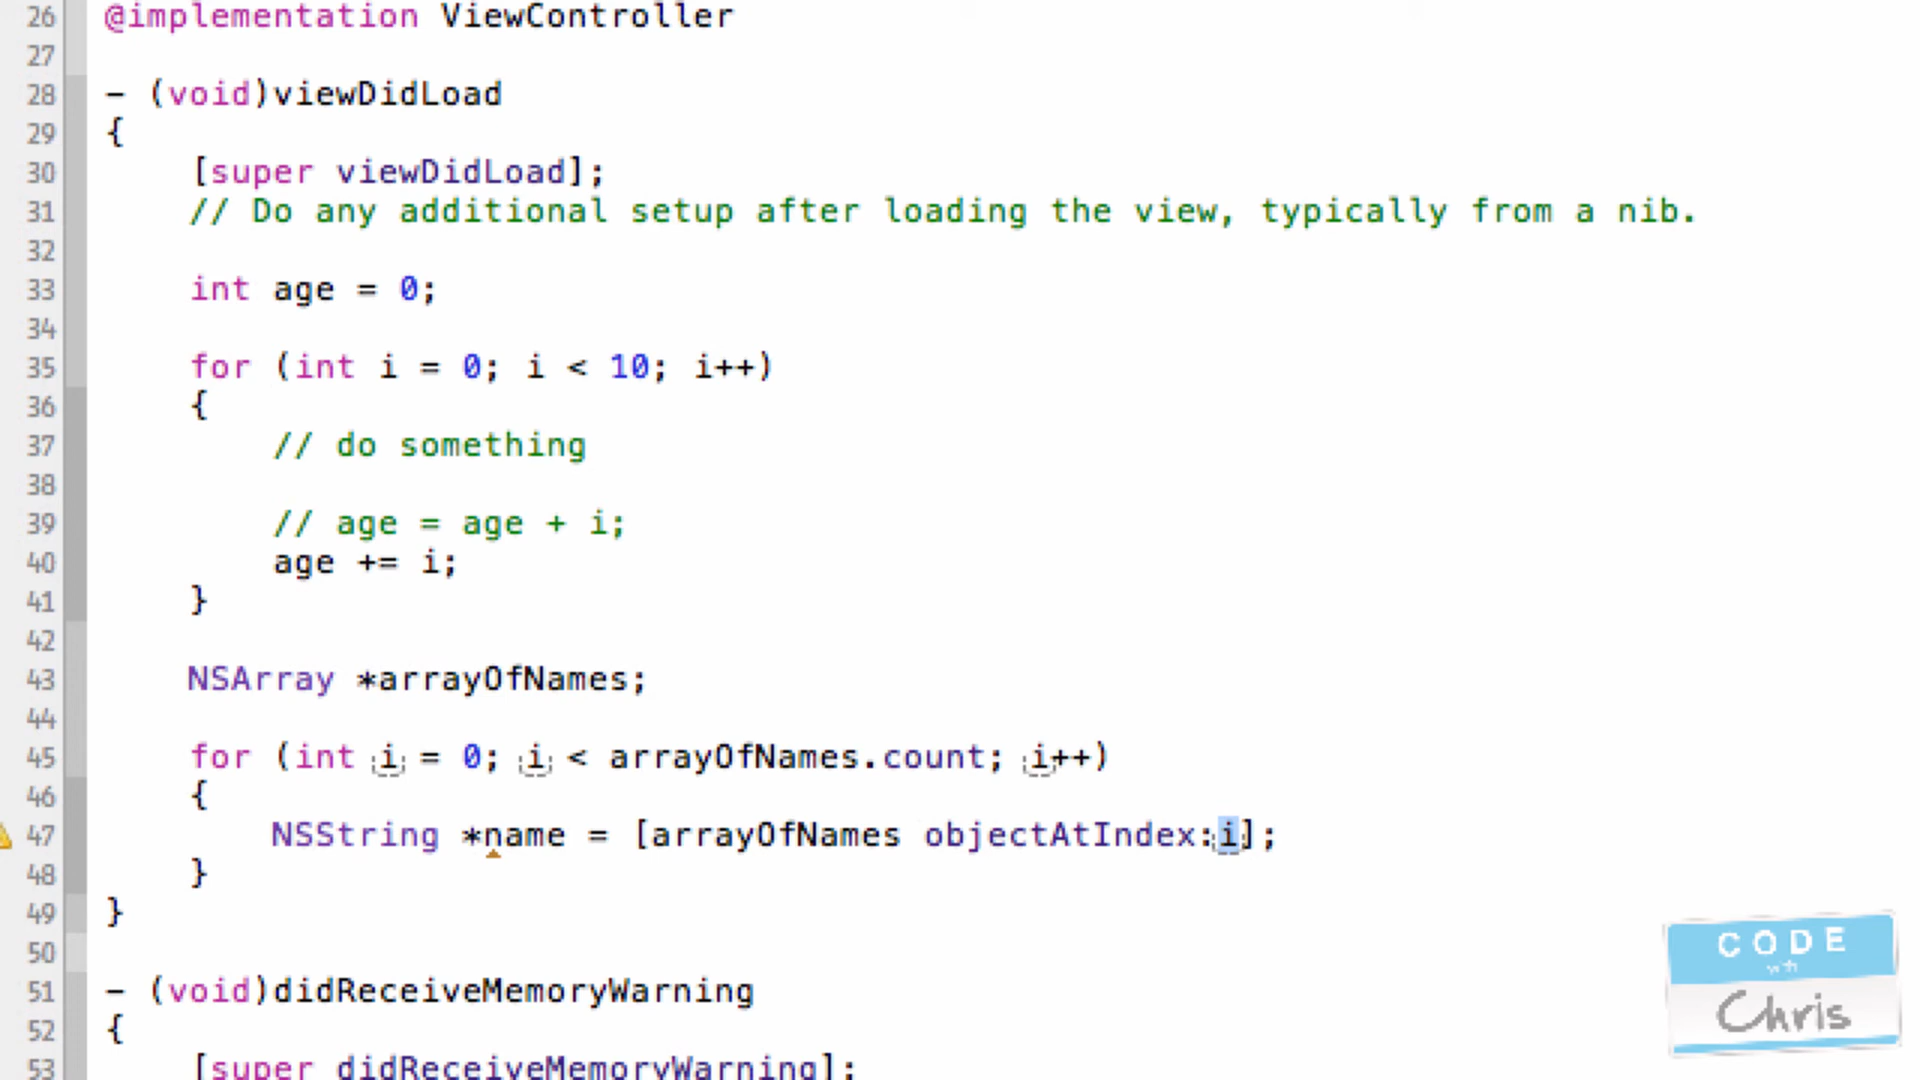 26 @implementation ViewController
27
28 - (void)viewDidLoad
29 {
30 [super viewDidLoad];
31 // Do any additional setup after loading the view, typically from a nib.
32
33 int age = 0;
34
35 for (int i = 0; i < 10; i++)
36 {
37 // do something
38
39 // age = age + i;
40 age += i;
41 }
42
43 NSArray *arrayOfNames;
44
45 for (int i = 0; i < arrayOfNames.count; i++)
46 {
47 NSString *name = [arrayOfNames objectAtIndex:i];
48 }
49 }
50
51 - (void)didReceiveMemoryWarning
52 {
53 [super didReceiveMemoryWarning];
CODE
with
Chris